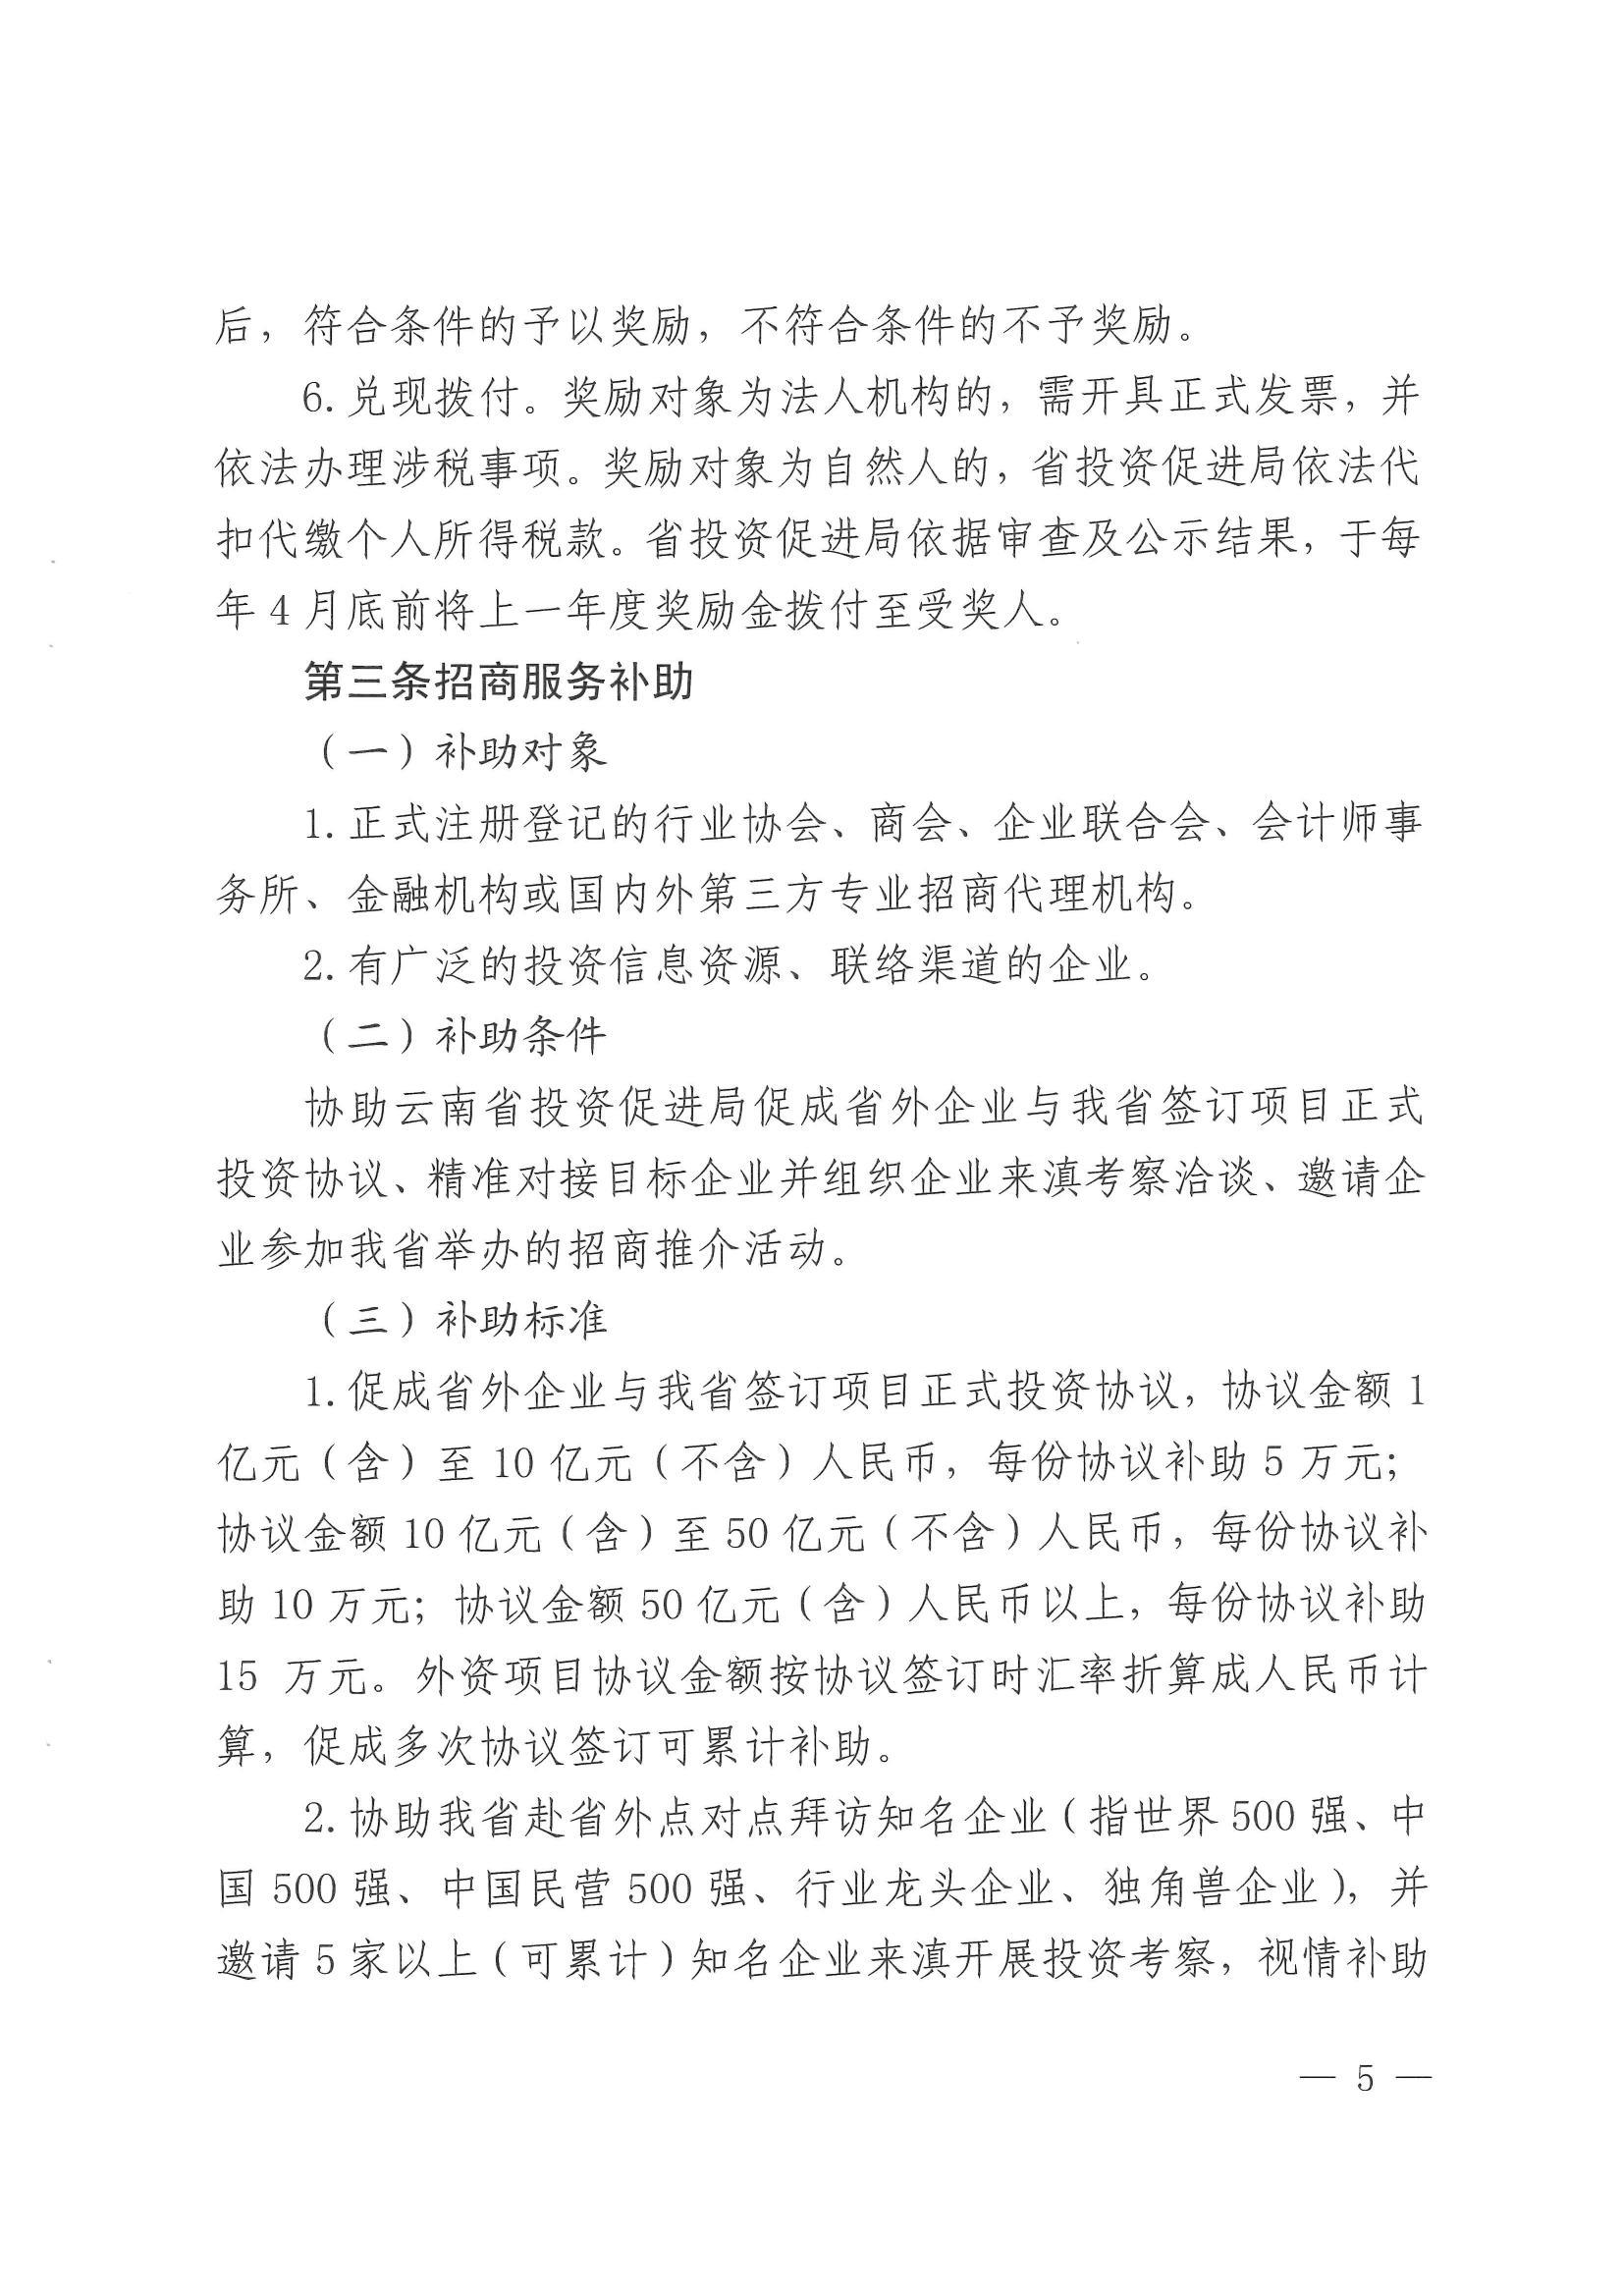 后，符合条件的予以奖励，不符合条件的不予奖励。
6.兑现拨付。奖励对象为法人机构的，需开具正式发票，并
依法办理涉税事项。奖励对象为自然人的，省投资促进局依法代
扣代缴个人所得税款。省投资促进局依据审查及公示结果，于每
年4月底前将上一年度奖励金拨付至受奖人。
第三条招商服务补助
（一）补助对象
1.正式注册登记的行业协会、商会、企业联合会、会计师事
务所、金融机构或国内外第三方专业招商代理机构。
2.有广泛的投资信息资源、联络渠道的企业。
（二）补助条件
协助云南省投资促进局促成省外企业与我省签订项目正式
投资协议、精准对接目标企业并组织企业来滇考察洽谈、邀请企
业参加我省举办的招商推介活动。
（三）补助标准
1.促成省外企业与我省签订项目正式投资协议，协议金额1
亿元（含）至10亿元（不含）人民币，每份协议补助5万元；
协议金额10亿元（含）至50亿元（不含）人民币，每份协议补
助10万元；协议金额50亿元（含）人民币以上，每份协议补助
15 万元。外资项目协议金额按协议签订时汇率折算成人民币计
算，促成多次协议签订可累计补助。
2.协助我省赴省外点对点拜访知名企业（指世界500强、中
国500强、中国民营500强、行业龙头企业、独角兽企业），并
邀请5家以上（可累计）知名企业来滇开展投资考察，视情补助
— 5 —